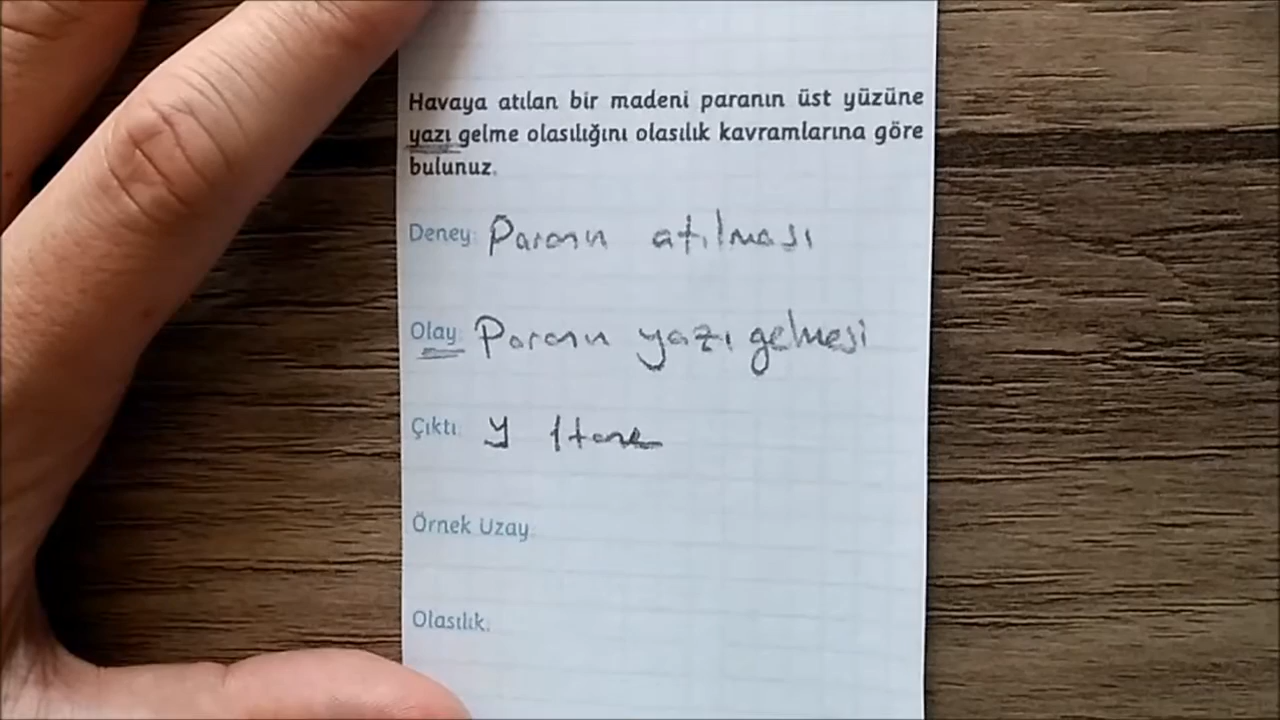 Havaya atılan bir madeni paranın üst yüzüne
yazı gelme olasılığını olasılık kavramlarına göre
bulunuz.
Deney: Paranın atılması
Olay: Paranın yazı gelmesi
Çıktı: Y 1 tane
Örnek Uzay:
Olasılık: